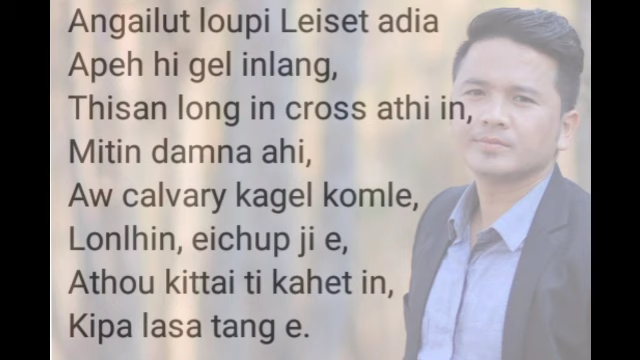 Angailut loupi Leiset adia
Apeh hi gel inlang,
Thisan long in cross athi in,
Mitin damna ahi,
Aw calvary kagel komle,
Lonlhin, eichup ji e,
Athou kittai ti kahet in,
Kipa lasa tang e.